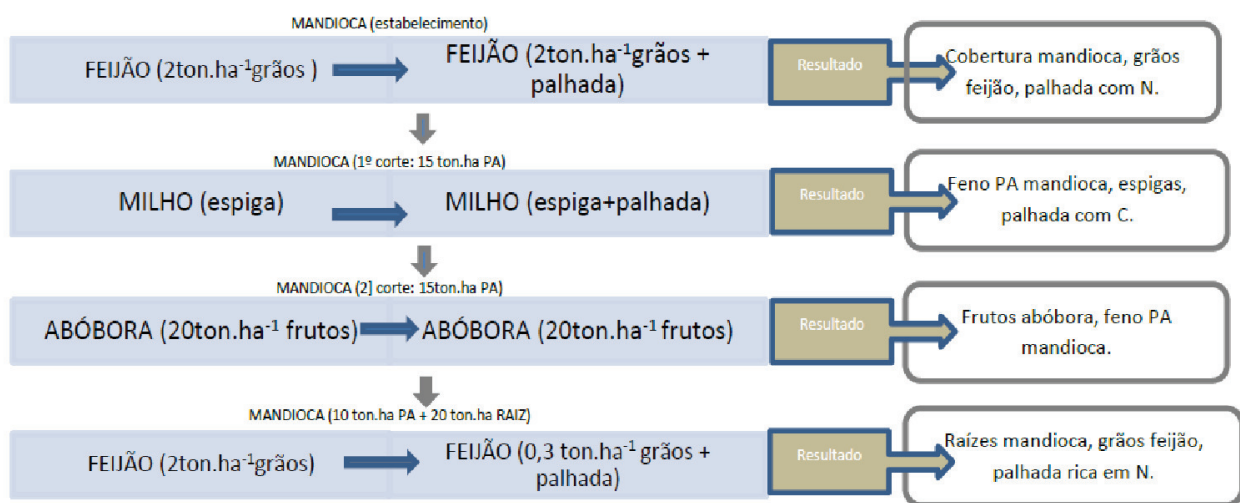 MANDIOCA (estabelecimento)
FEIJÃO (2ton.ha⁻¹grãos )
FEIJÃO (2ton.ha⁻¹grãos +
palhada)
Resultado
Cobertura mandioca, grãos
feijão, palhada com N.
MANDIOCA (1º corte: 15 ton.ha PA)
MILHO (espiga)
MILHO (espiga+palhada)
Resultado
Feno PA mandioca, espigas,
palhada com C.
MANDIOCA (2] corte: 15ton.ha PA)
ABÓBORA (20ton.ha⁻¹ frutos)
ABÓBORA (20ton.ha⁻¹ frutos)
Resultado
Frutos abóbora, feno PA
mandioca.
MANDIOCA (10 ton.ha PA + 20 ton.ha RAIZ)
FEIJÃO (2ton.ha⁻¹grãos)
FEIJÃO (0,3 ton.ha⁻¹ grãos +
palhada)
Resultado
Raízes mandioca, grãos feijão,
palhada rica em N.